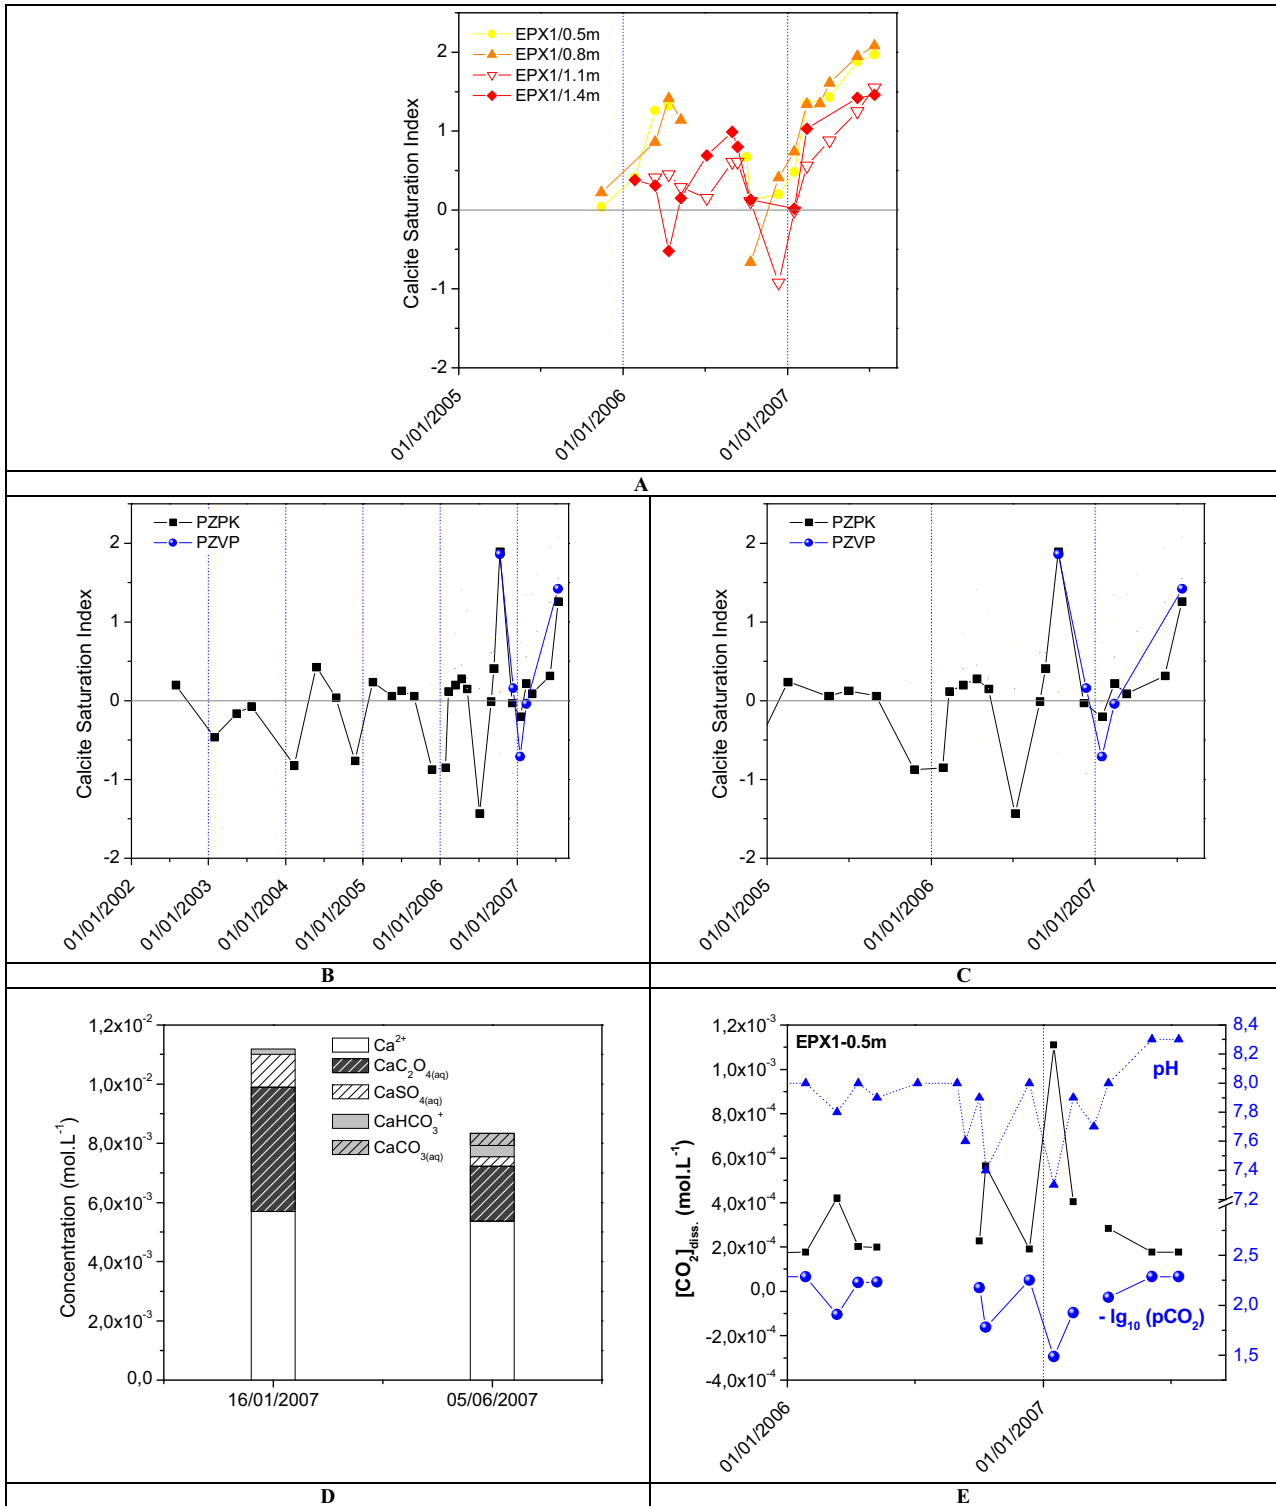 EPX1/0.5m
EPX1/0.8m
EPX1/1.1m
EPX1/1.4m
Calcite Saturation Index
2
1
0
-1
-2
01/01/2005
01/01/2006
01/01/2007
A
PZPK
PZVP
Calcite Saturation Index
2
1
0
-1
-2
01/01/2002
01/01/2003
01/01/2004
01/01/2005
01/01/2006
01/01/2007
B
PZPK
PZVP
Calcite Saturation Index
2
1
0
-1
-2
01/01/2005
01/01/2006
01/01/2007
C
Concentration (mol.L⁻¹)
1,2x10⁻²
1,0x10⁻²
8,0x10⁻³
6,0x10⁻³
4,0x10⁻³
2,0x10⁻³
0,0
Ca²⁺
CaC₂O₄₍aq₎
CaSO₄₍aq₎
CaHCO₃⁺
CaCO₃₍aq₎
16/01/2007
05/06/2007
D
EPX1-0.5m
[CO₂]diss. (mol.L⁻¹)
1,2x10⁻³
1,0x10⁻³
8,0x10⁻⁴
6,0x10⁻⁴
4,0x10⁻⁴
2,0x10⁻⁴
0,0
-2,0x10⁻⁴
-4,0x10⁻⁴
pH
- lg₁₀ (pCO₂)
8,4
8,2
8,0
7,8
7,6
7,4
7,2
2,5
2,0
1,5
01/01/2006
01/01/2007
E